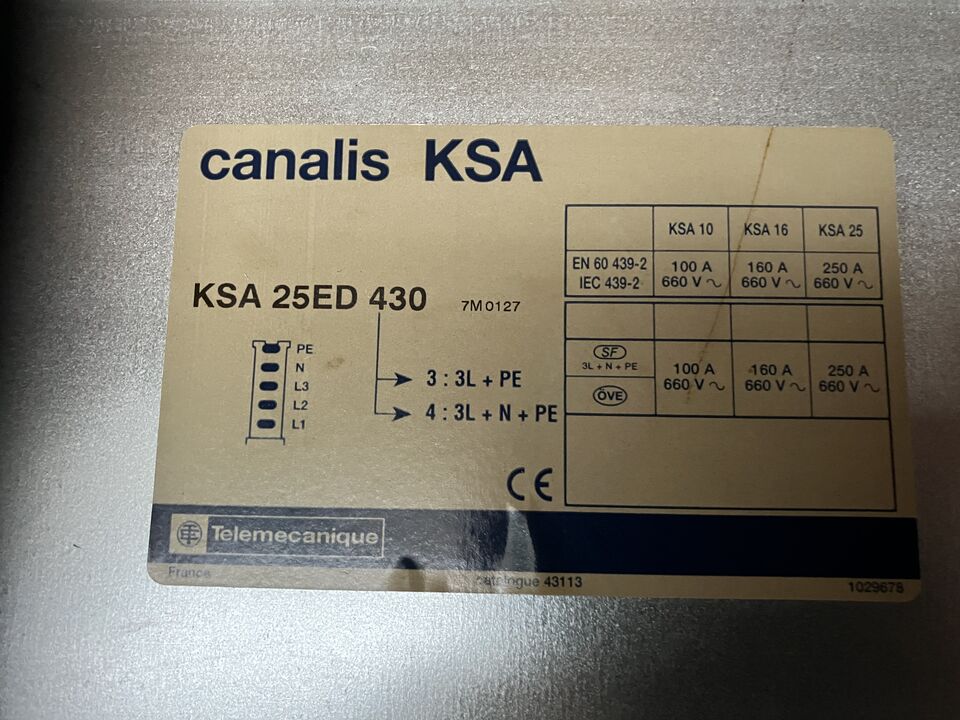 canalis KSA
KSA 10 KSA 16 KSA 25
EN 60 439-2
IEC 439-2
100 A 160 A 250 A
660 V ~ 660 V ~ 660 V ~
KSA 25ED 430 7M0127
PE
N
L3
L2
L1
3 : 3L + PE
4 : 3L + N + PE
SF
3L + N + PE
ÖVE
100 A 160 A 250 A
660 V ~ 660 V ~ 660 V ~
CE
Telemecanique
France
catalogue 43113
1029678